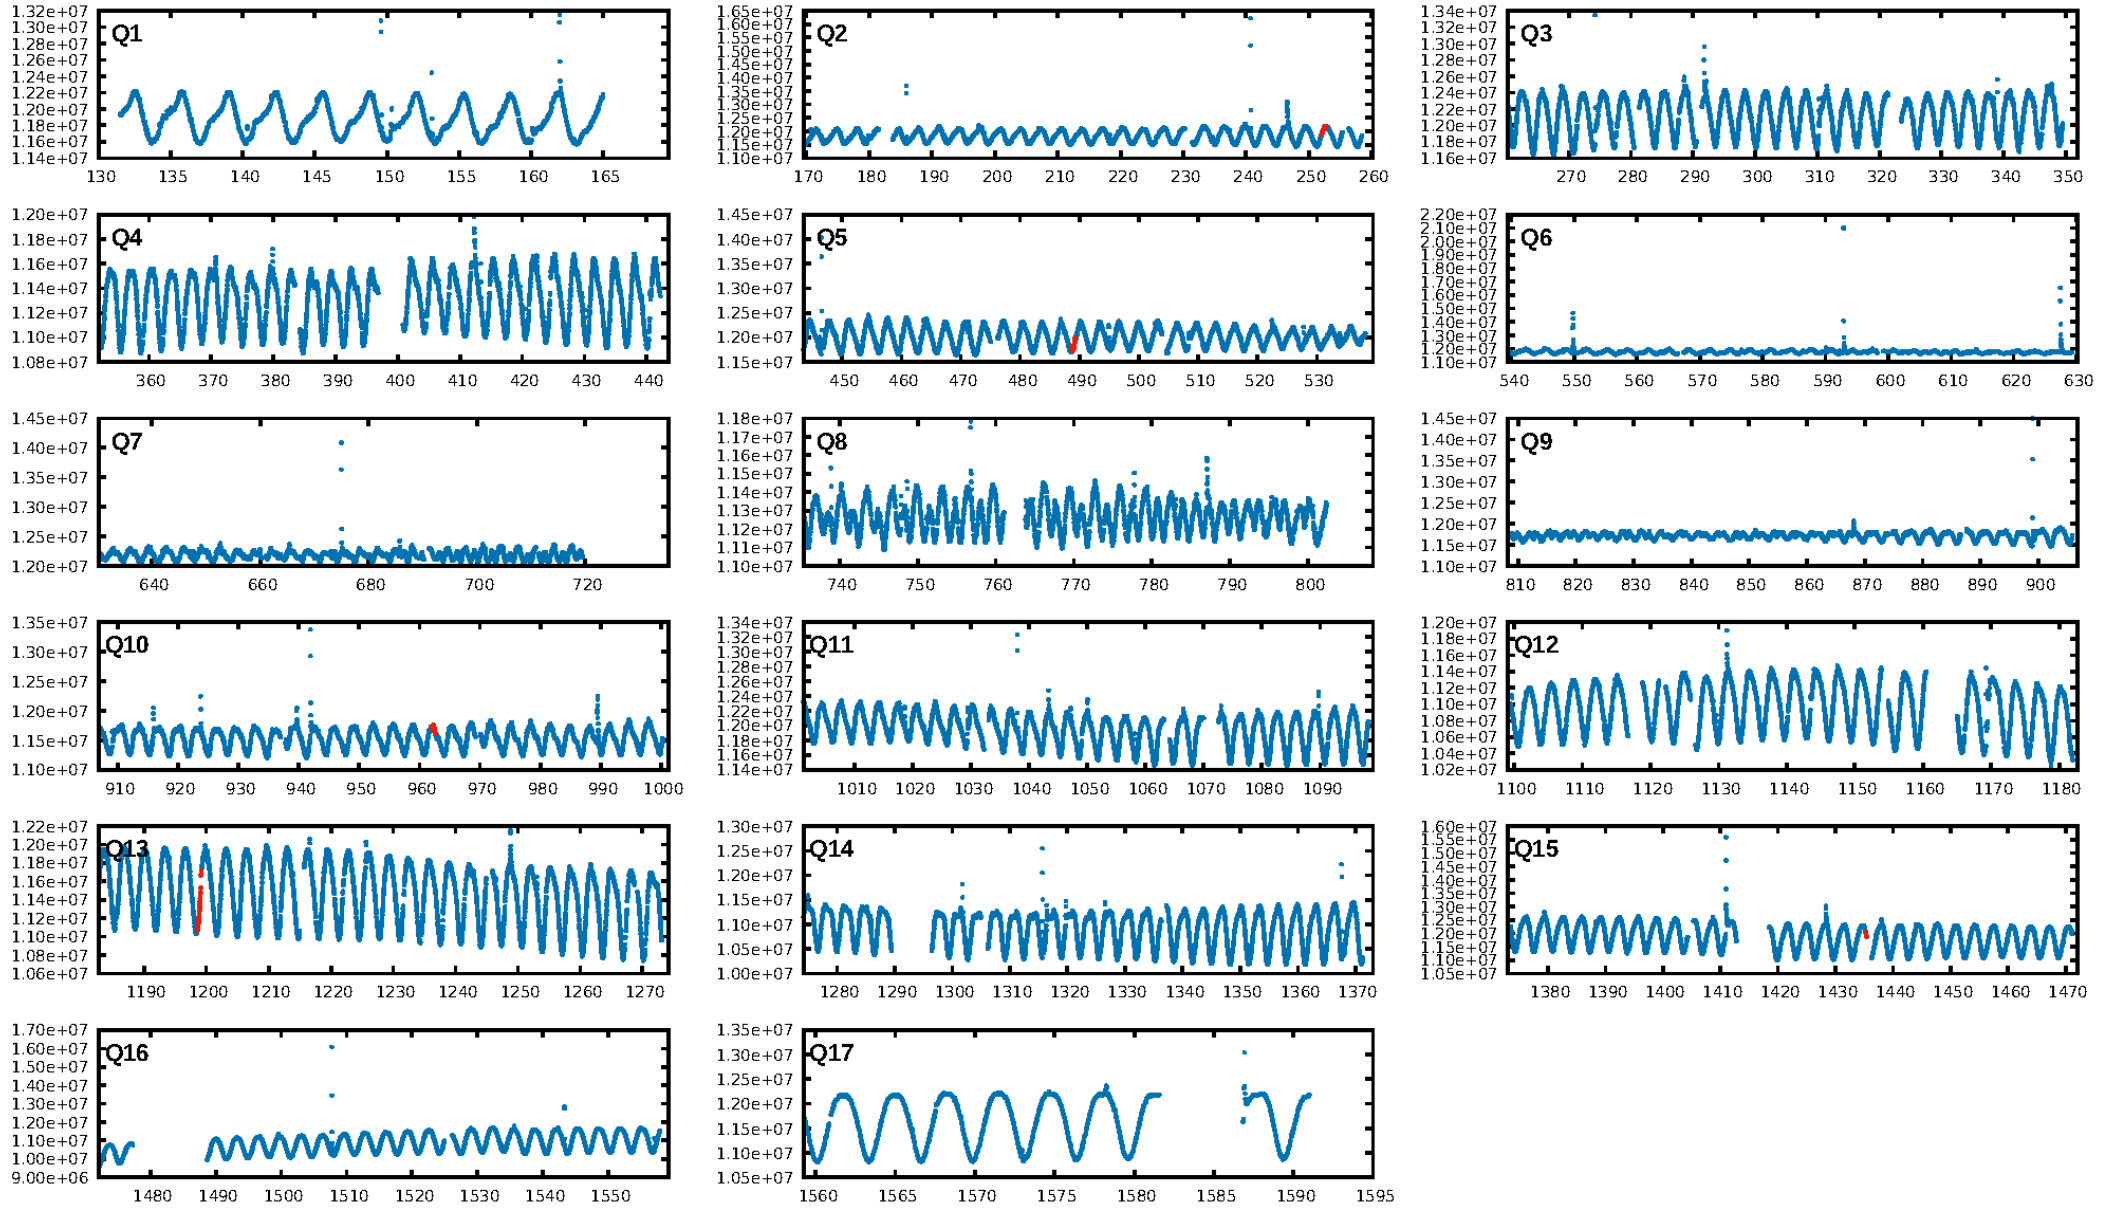 1.32e+07
1.30e+07
1.28e+07
1.26e+07
1.24e+07
1.22e+07
1.20e+07
1.18e+07
1.16e+07
1.14e+07
Q1
130 135 140 145 150 155 160 165
1.65e+07
1.60e+07
1.55e+07
1.50e+07
1.45e+07
1.40e+07
1.35e+07
1.30e+07
1.25e+07
1.20e+07
1.15e+07
1.10e+07
Q2
170 180 190 200 210 220 230 240 250 260
1.34e+07
1.32e+07
1.30e+07
1.28e+07
1.26e+07
1.24e+07
1.22e+07
1.20e+07
1.18e+07
1.16e+07
Q3
270 280 290 300 310 320 330 340 350
1.20e+07
1.18e+07
1.16e+07
1.14e+07
1.12e+07
1.10e+07
1.08e+07
Q4
360 370 380 390 400 410 420 430 440
1.45e+07
1.40e+07
1.35e+07
1.30e+07
1.25e+07
1.20e+07
1.15e+07
Q5
450 460 470 480 490 500 510 520 530
2.20e+07
2.10e+07
2.00e+07
1.90e+07
1.80e+07
1.70e+07
1.60e+07
1.50e+07
1.40e+07
1.30e+07
1.20e+07
1.10e+07
Q6
540 550 560 570 580 590 600 610 620 630
1.45e+07
1.40e+07
1.35e+07
1.30e+07
1.25e+07
1.20e+07
Q7
640 660 680 700 720
1.18e+07
1.17e+07
1.16e+07
1.15e+07
1.14e+07
1.13e+07
1.12e+07
1.11e+07
1.10e+07
Q8
740 750 760 770 780 790 800
1.45e+07
1.40e+07
1.35e+07
1.30e+07
1.25e+07
1.20e+07
1.15e+07
1.10e+07
Q9
810 820 830 840 850 860 870 880 890 900
1.35e+07
1.30e+07
1.25e+07
1.20e+07
1.15e+07
1.10e+07
Q10
910 920 930 940 950 960 970 980 990 1000
1.34e+07
1.32e+07
1.30e+07
1.28e+07
1.26e+07
1.24e+07
1.22e+07
1.20e+07
1.18e+07
1.16e+07
1.14e+07
Q11
1010 1020 1030 1040 1050 1060 1070 1080 1090
1.20e+07
1.18e+07
1.16e+07
1.14e+07
1.12e+07
1.10e+07
1.08e+07
1.06e+07
1.04e+07
1.02e+07
Q12
1100 1110 1120 1130 1140 1150 1160 1170 1180
1.22e+07
1.20e+07
1.18e+07
1.16e+07
1.14e+07
1.12e+07
1.10e+07
1.08e+07
1.06e+07
Q13
1190 1200 1210 1220 1230 1240 1250 1260 1270
1.30e+07
1.25e+07
1.20e+07
1.15e+07
1.10e+07
1.05e+07
1.00e+07
Q14
1280 1290 1300 1310 1320 1330 1340 1350 1360 1370
1.60e+07
1.55e+07
1.50e+07
1.45e+07
1.40e+07
1.35e+07
1.30e+07
1.25e+07
1.20e+07
1.15e+07
1.10e+07
1.05e+07
Q15
1380 1390 1400 1410 1420 1430 1440 1450 1460 1470
1.70e+07
1.60e+07
1.50e+07
1.40e+07
1.30e+07
1.20e+07
1.10e+07
1.00e+07
9.00e+06
Q16
1480 1490 1500 1510 1520 1530 1540 1550
1.35e+07
1.30e+07
1.25e+07
1.20e+07
1.15e+07
1.10e+07
1.05e+07
Q17
1560 1565 1570 1575 1580 1585 1590 1595